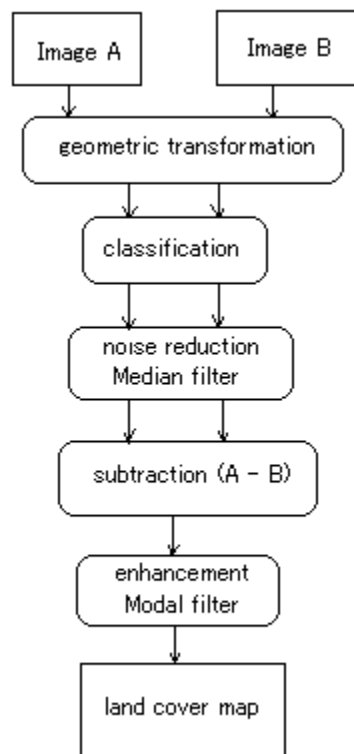 Image A
Image B
geometric transformation
classification
noise reduction
Median filter
subtraction (A - B)
enhancement
Modal filter
land cover map